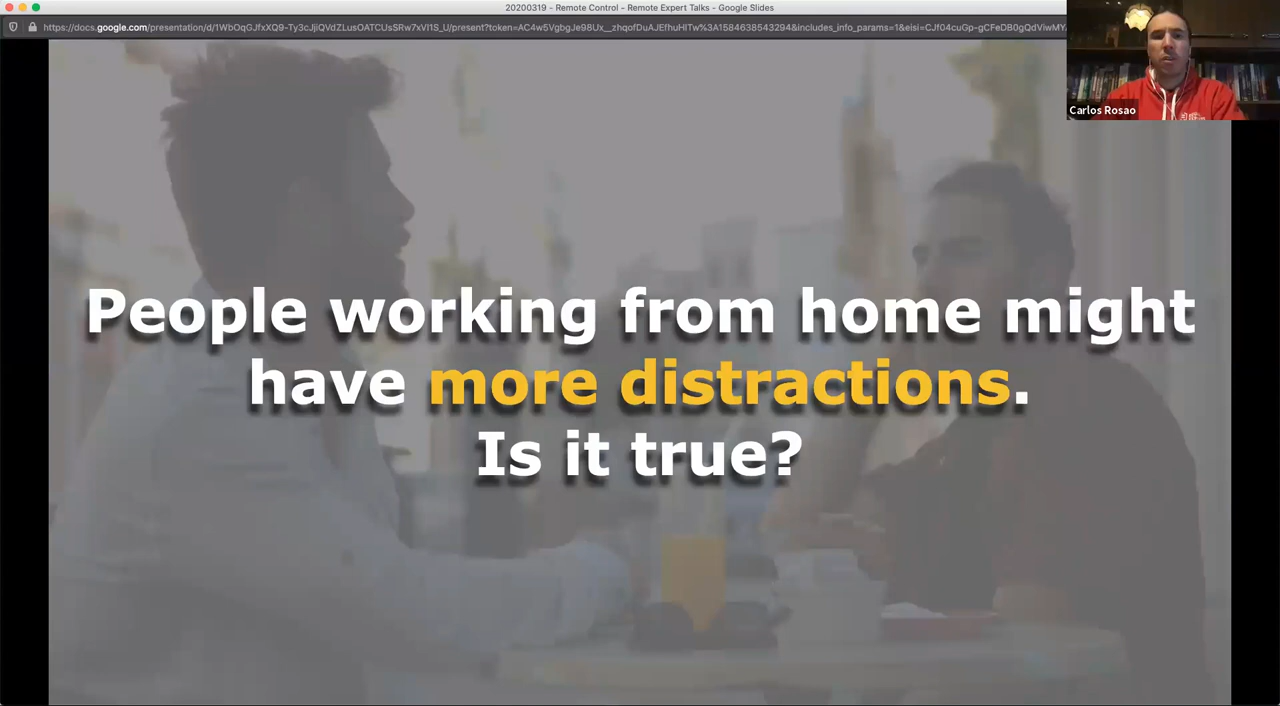 20200319 - Remote Control - Remote Expert Talks - Google Slides
Carlos Rosao
People working from home might
have more distractions.
Is it true?